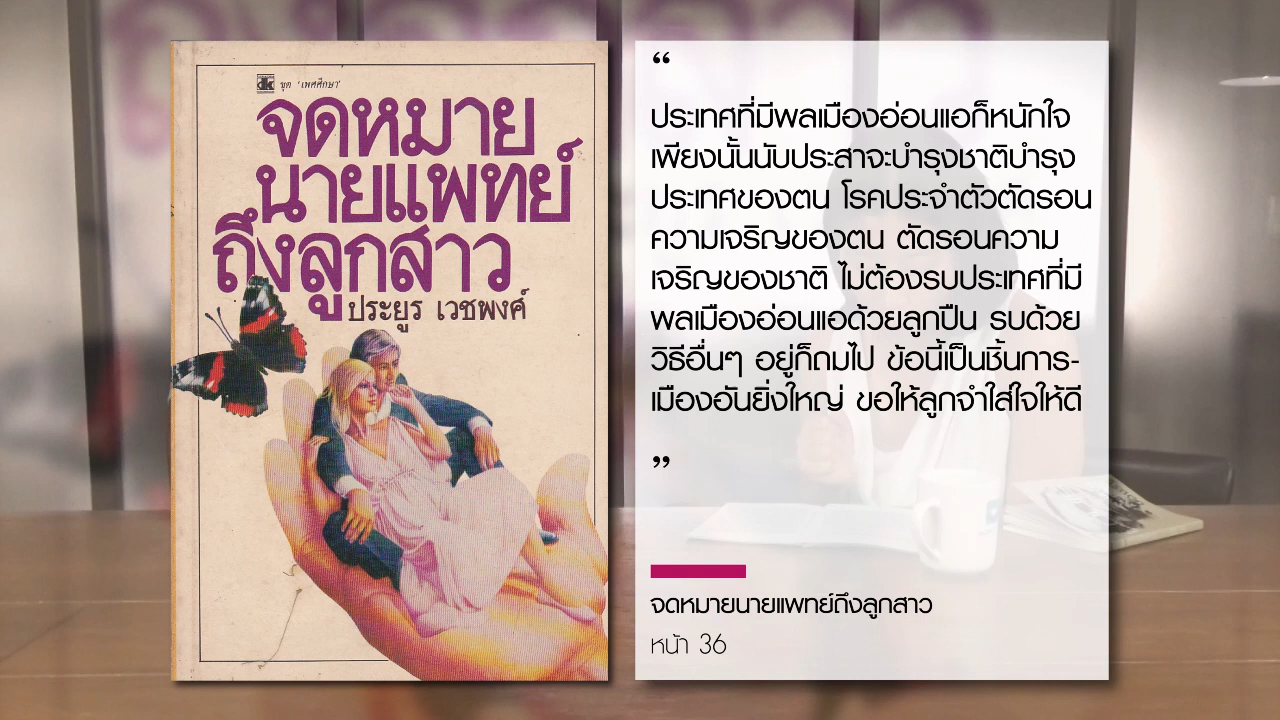 dk ชุด 'เพศศึกษา'
จดหมาย
นายแพทย์
ถึงลูกสาว
ประยูร เวชพงศ์
“
ประเทศที่มีพลเมืองอ่อนแอก็หนักใจ
เพียงนั้นนับประสาจะบำรุงชาติบำรุง
ประเทศของตน โรคประจำตัวตัดรอน
ความเจริญของตน ตัดรอนความ
เจริญของชาติ ไม่ต้องรบประเทศที่มี
พลเมืองอ่อนแอด้วยลูกปืน รบด้วย
วิธีอื่นๆ อยู่ก็ถมไป ข้อนี้เป็นชิ้นการ-
เมืองอันยิ่งใหญ่ ขอให้ลูกจำใส่ใจให้ดี
”
จดหมายนายแพทย์ถึงลูกสาว
หน้า 36